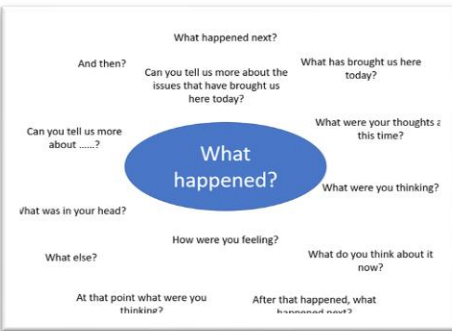 What happened next?
And then?
What has brought us here
today?
Can you tell us more about the
issues that have brought us
here today?
What were your thoughts a
this time?
Can you tell us more
about ......?
What
happened?
What were you thinking?
What was in your head?
How were you feeling?
What else?
What do you think about it
now?
At that point what were you
thinking?
After that happened, what
happened next?